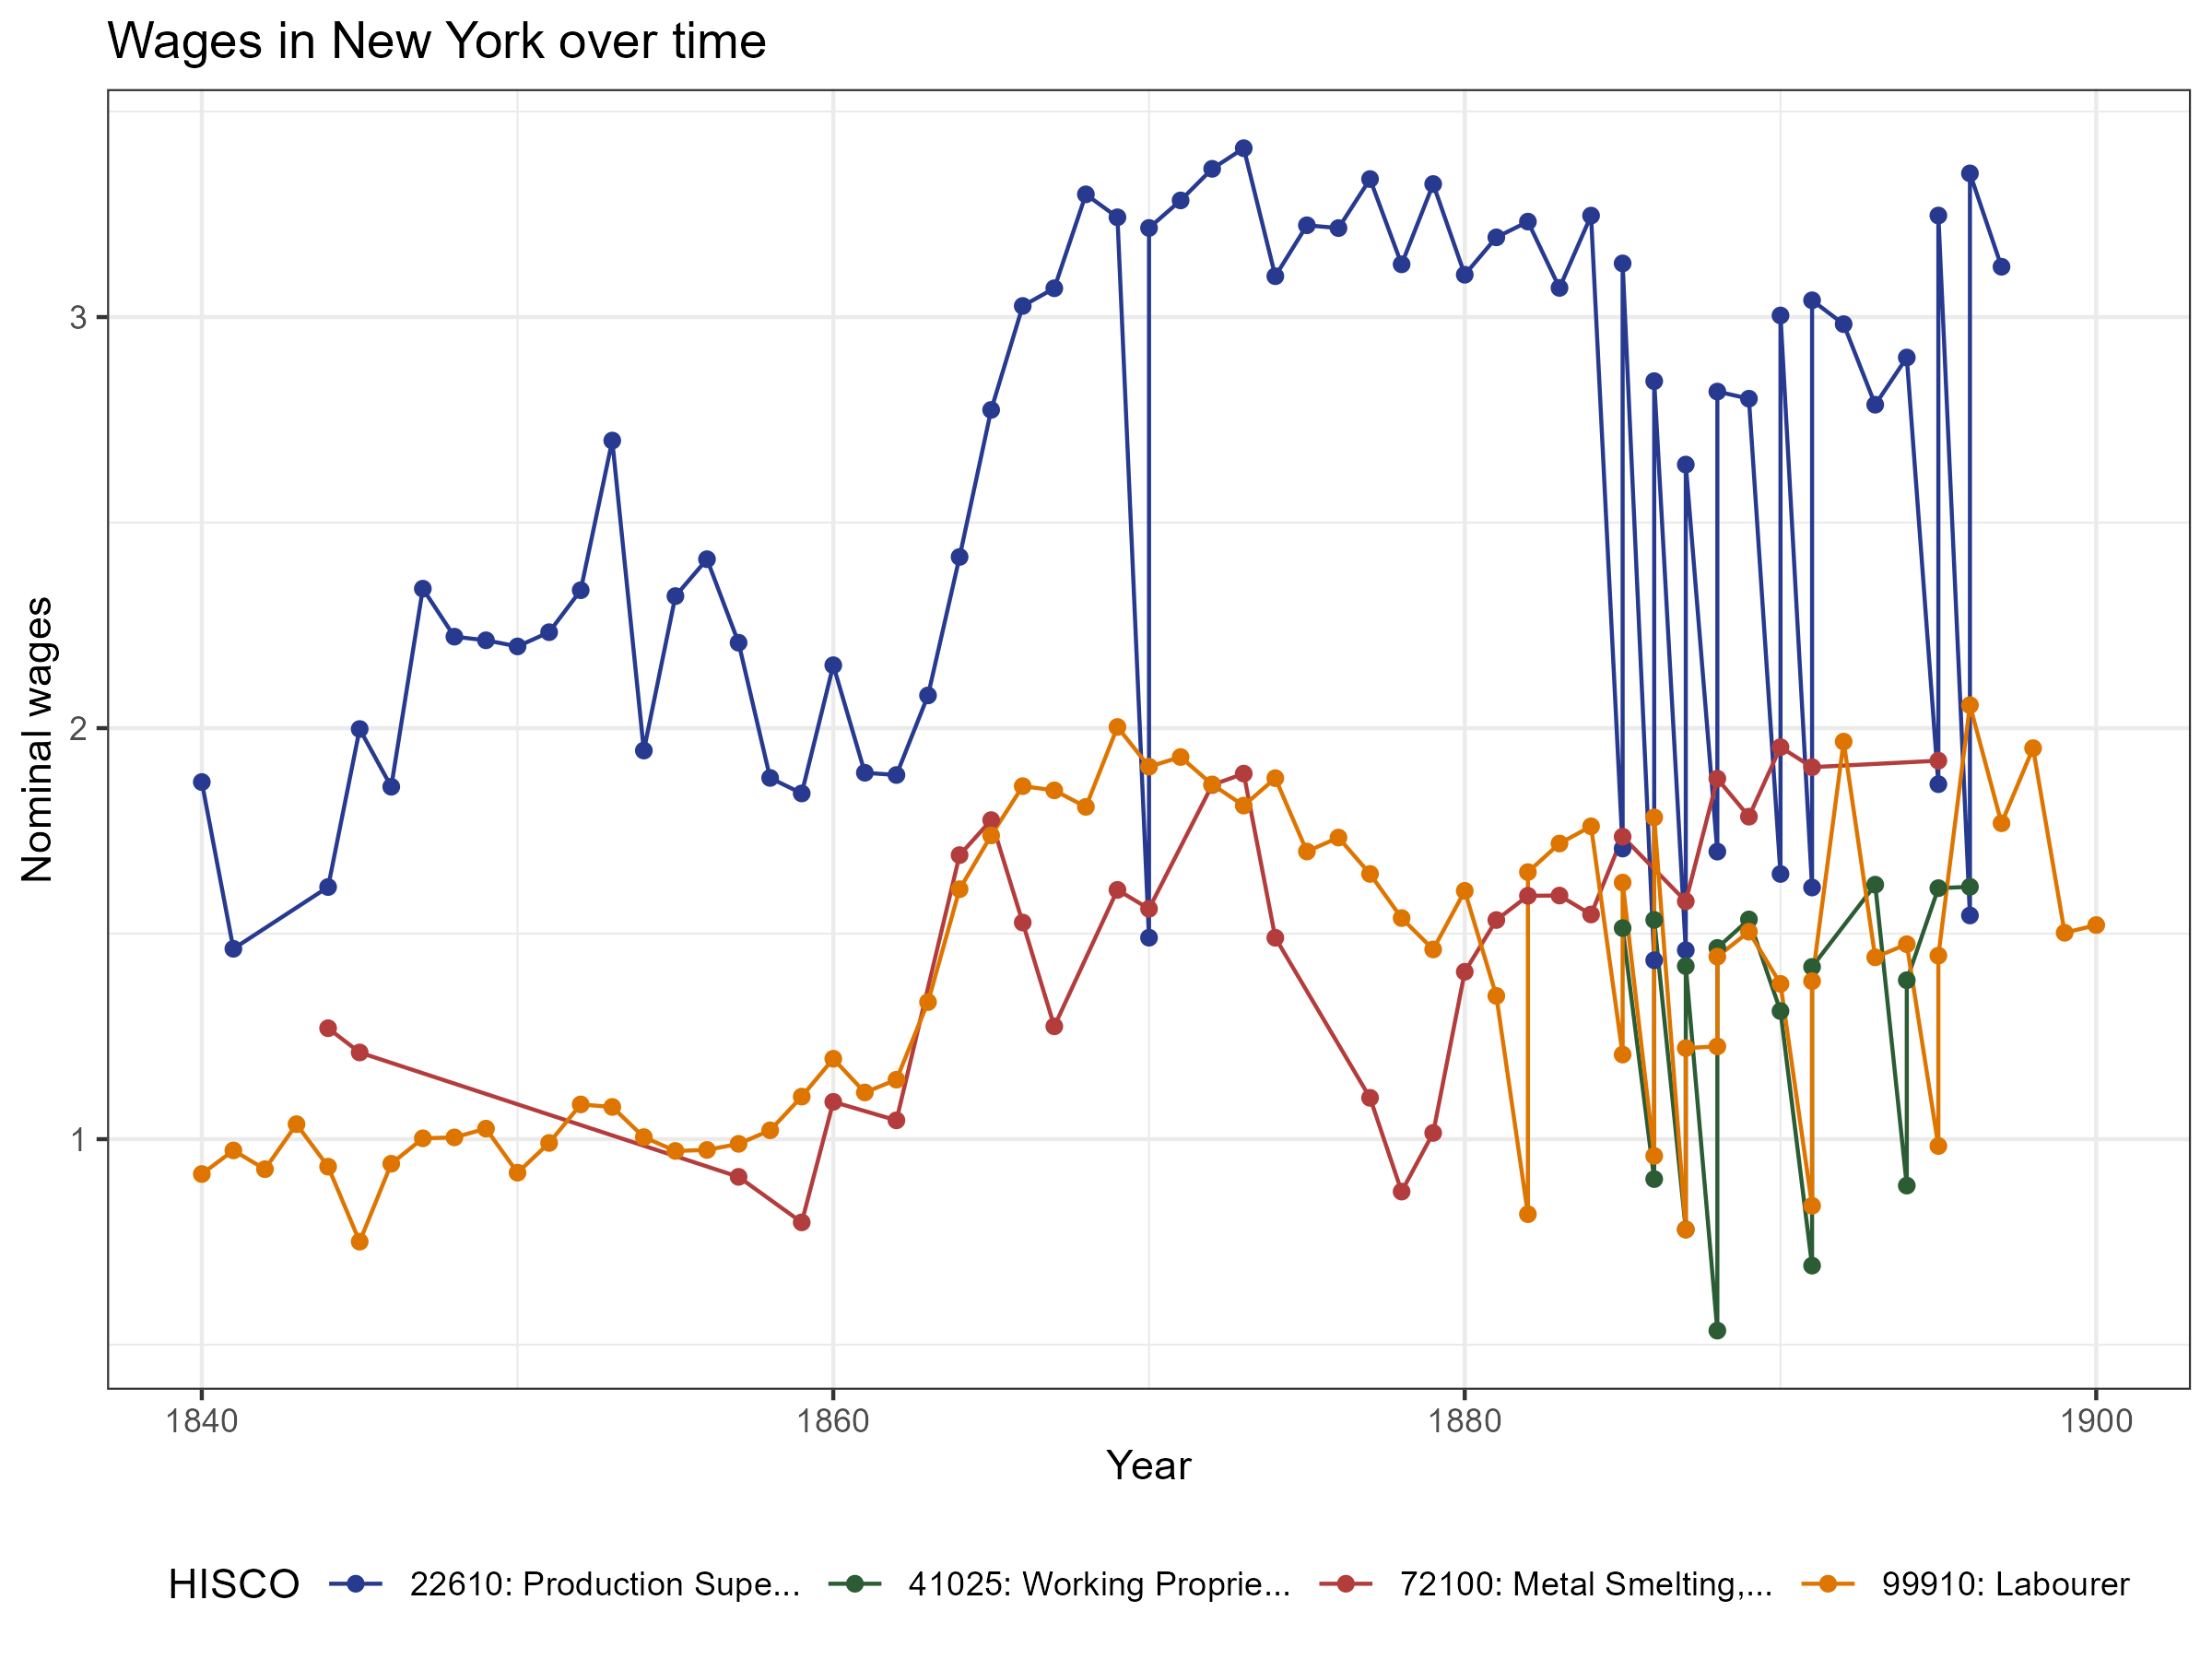 Wages in New York over time
Nominal wages
3
2
1
1840 1860 1880 1900
Year
HISCO 22610: Production Supe... 41025: Working Proprie... 72100: Metal Smelting,... 99910: Labourer